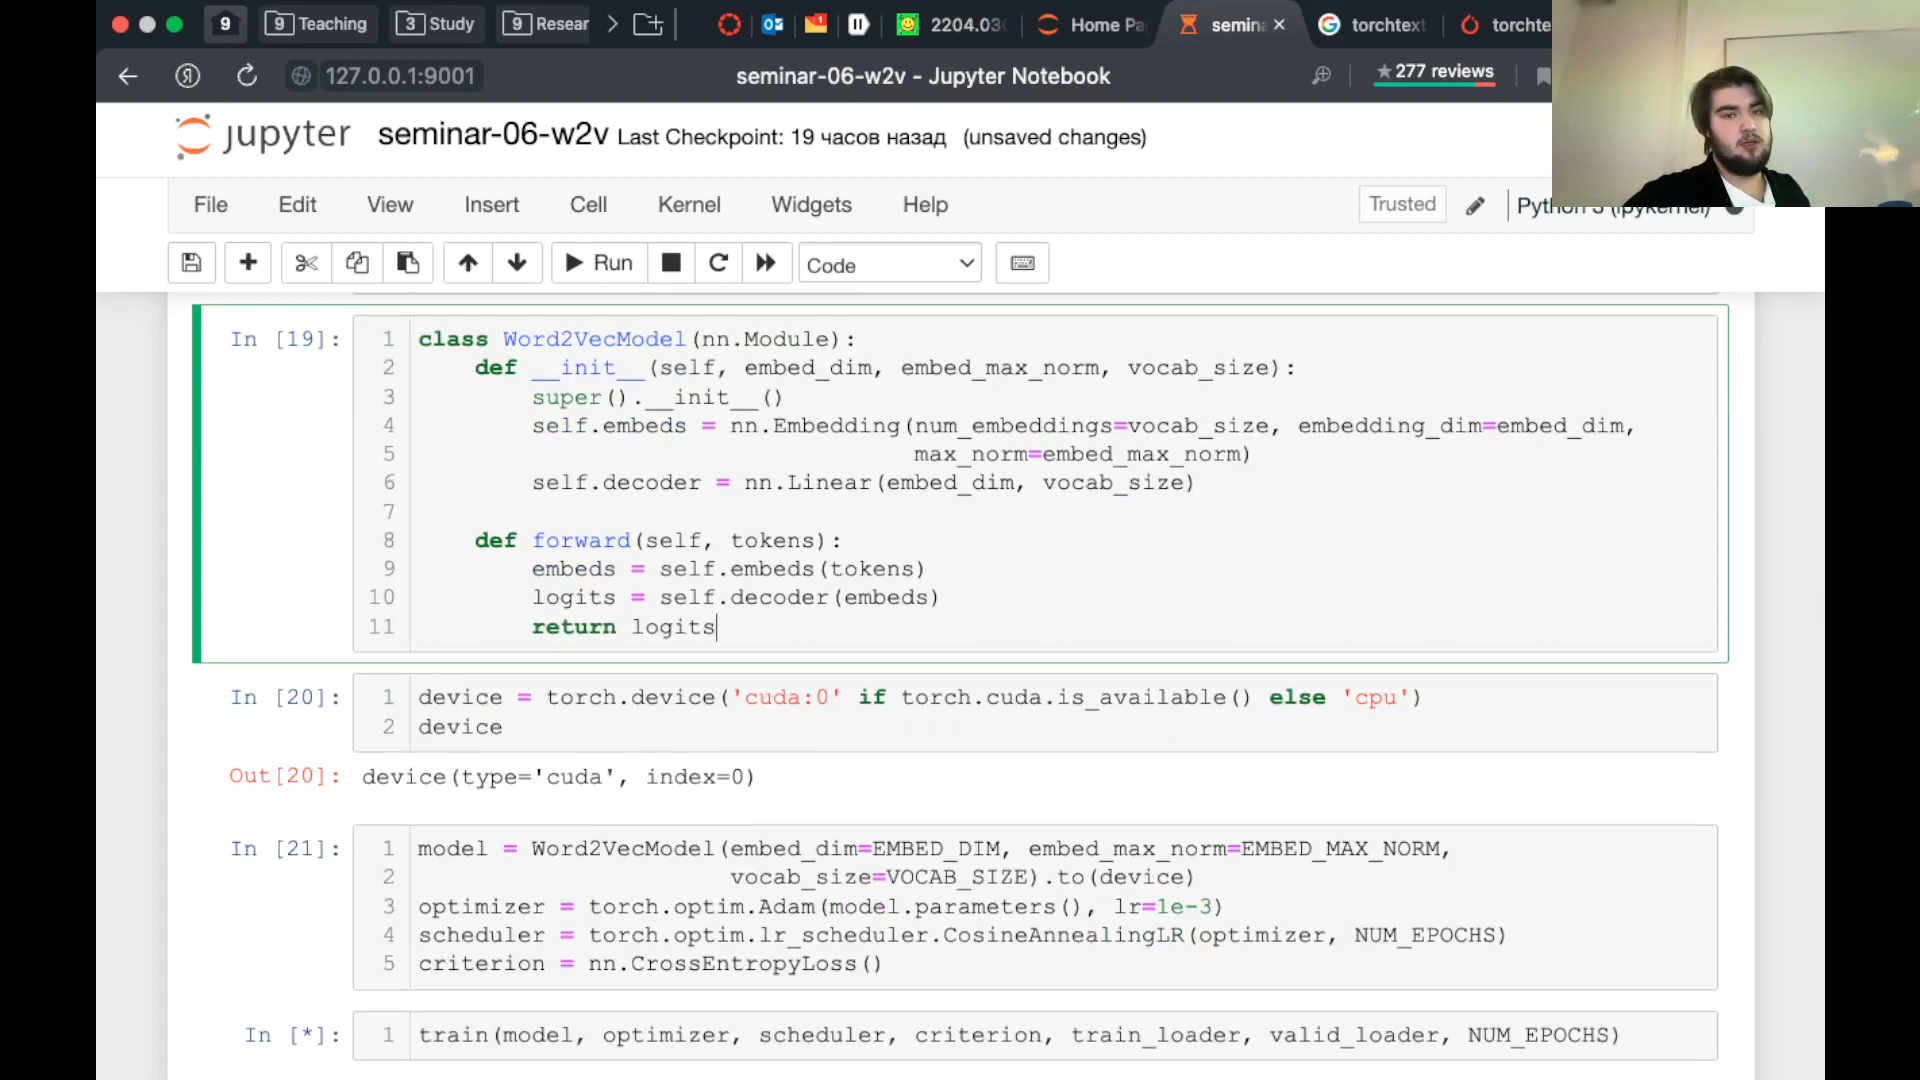 9
9 Teaching
3 Study
9 Resear
1
2204.03
Home Pa
semin
torchtext
torchte
127.0.0.1:9001
seminar-06-w2v - Jupyter Notebook
★277 reviews
jupyter seminar-06-w2v Last Checkpoint: 19 часов назад (unsaved changes)
File Edit View Insert Cell Kernel Widgets Help
Trusted
Python 3 (ipykernel)
Run
Code
In [19]:
1 class Word2VecModel(nn.Module):
2 def __init__(self, embed_dim, embed_max_norm, vocab_size):
3 super().__init__()
4 self.embeds = nn.Embedding(num_embeddings=vocab_size, embedding_dim=embed_dim,
5 max_norm=embed_max_norm)
6 self.decoder = nn.Linear(embed_dim, vocab_size)
7
8 def forward(self, tokens):
9 embeds = self.embeds(tokens)
10 logits = self.decoder(embeds)
11 return logits
In [20]:
1 device = torch.device('cuda:0' if torch.cuda.is_available() else 'cpu')
2 device
Out[20]: device(type='cuda', index=0)
In [21]:
1 model = Word2VecModel(embed_dim=EMBED_DIM, embed_max_norm=EMBED_MAX_NORM,
2 vocab_size=VOCAB_SIZE).to(device)
3 optimizer = torch.optim.Adam(model.parameters(), lr=1e-3)
4 scheduler = torch.optim.lr_scheduler.CosineAnnealingLR(optimizer, NUM_EPOCHS)
5 criterion = nn.CrossEntropyLoss()
In [*]:
1 train(model, optimizer, scheduler, criterion, train_loader, valid_loader, NUM_EPOCHS)